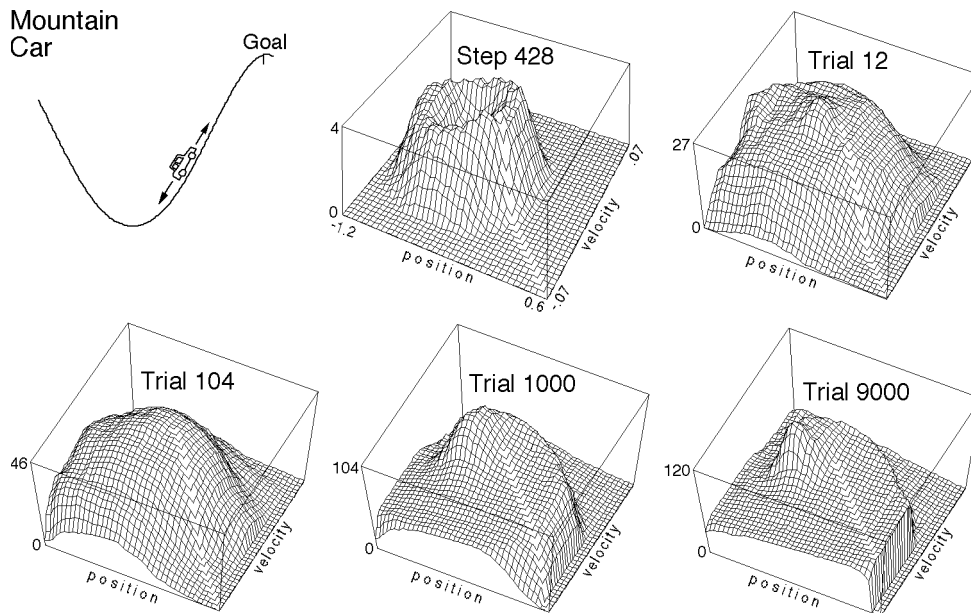 Mountain
Car
Goal
Step 428
4
0
-1.2
position
0.6
-.07
velocity
.07
Trial 12
27
0
position
velocity
Trial 104
46
0
position
velocity
Trial 1000
104
0
position
velocity
Trial 9000
120
0
position
velocity